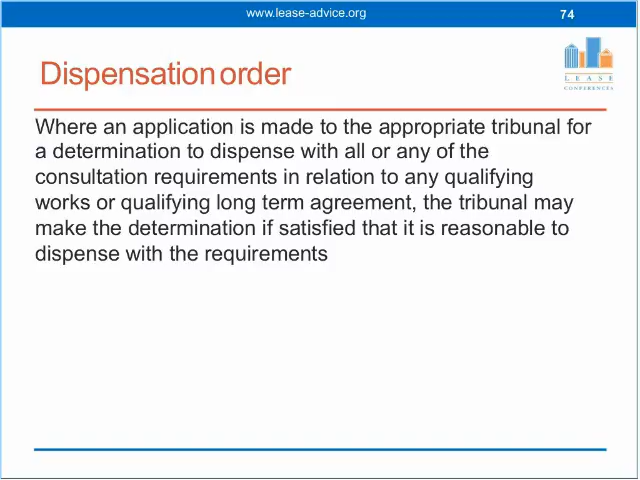 www.lease-advice.org
74
Dispensation order
LEASE
CONFERENCES
Where an application is made to the appropriate tribunal for
a determination to dispense with all or any of the
consultation requirements in relation to any qualifying
works or qualifying long term agreement, the tribunal may
make the determination if satisfied that it is reasonable to
dispense with the requirements